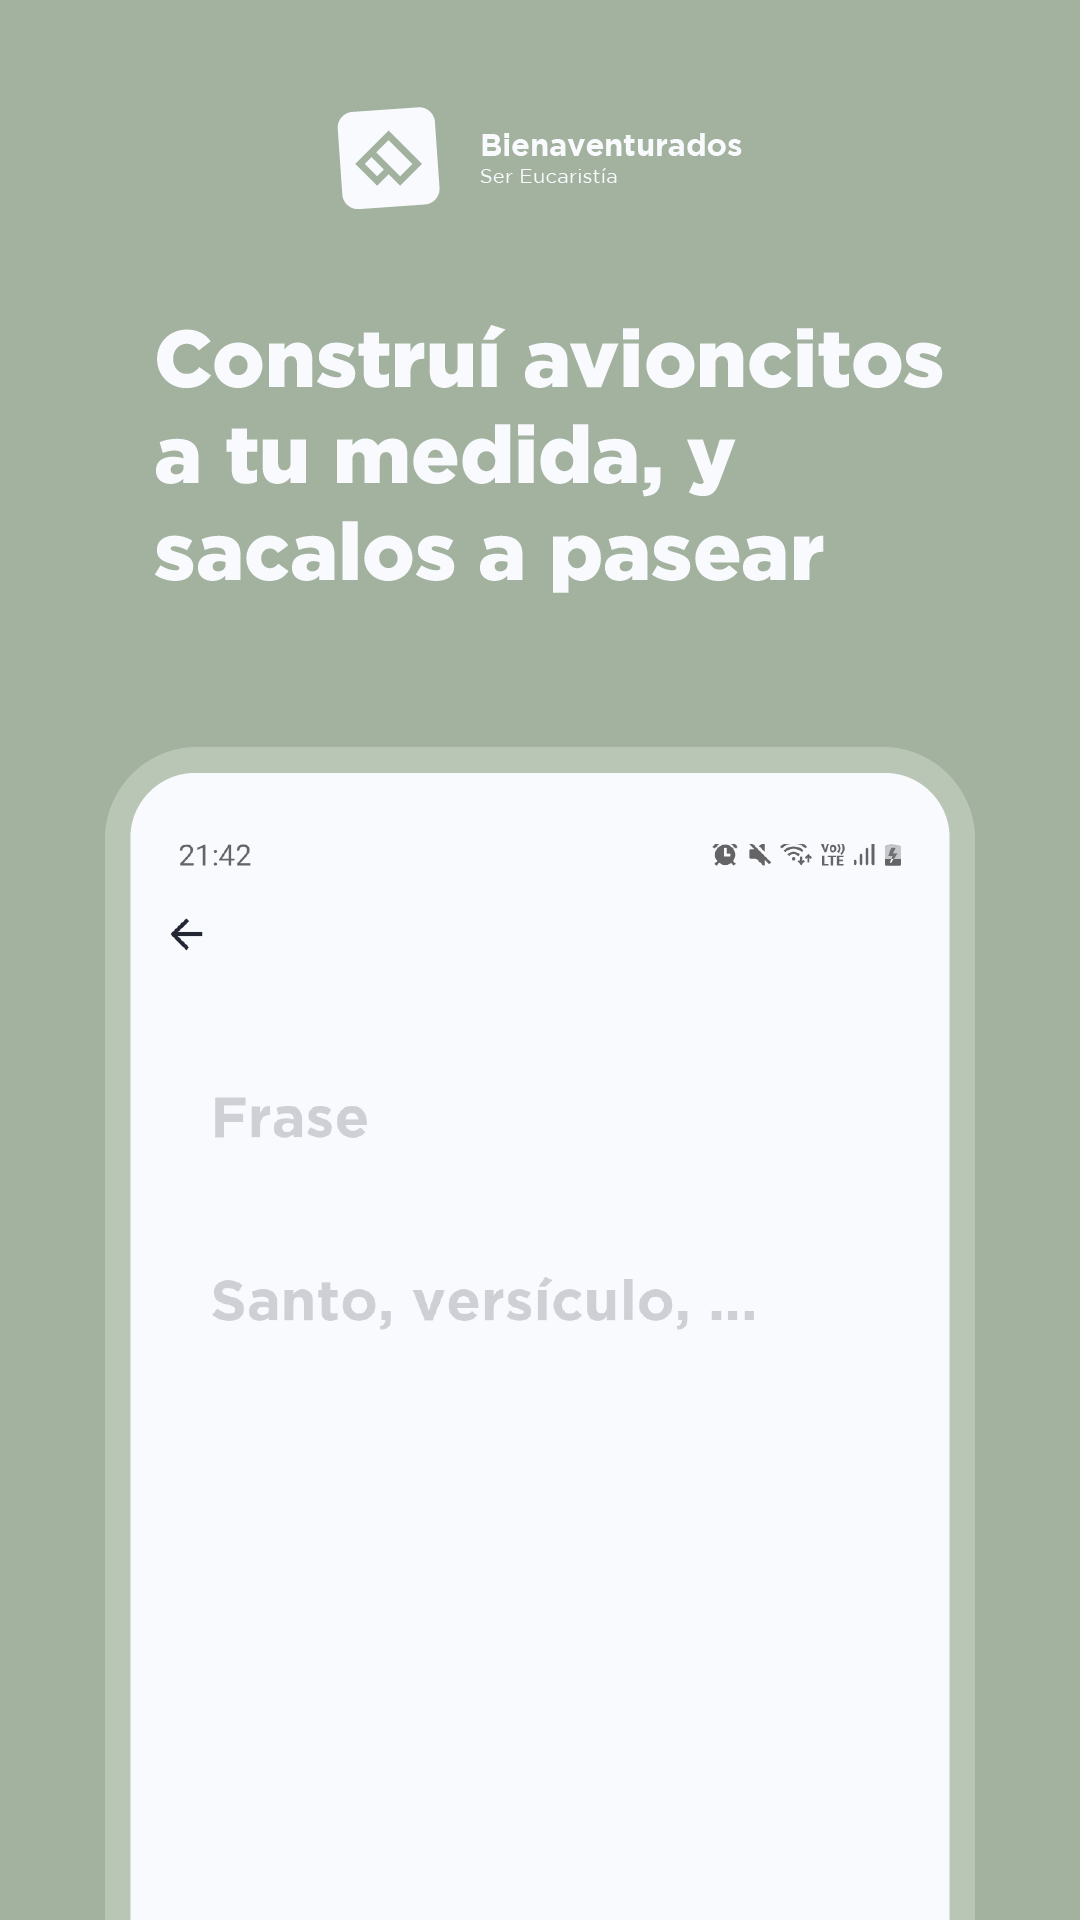 Bienaventurados
Ser Eucaristía
Construí avioncitos
a tu medida, y
sacalos a pasear
21:42
Vo))
LTE
Frase
Santo, versículo, ...